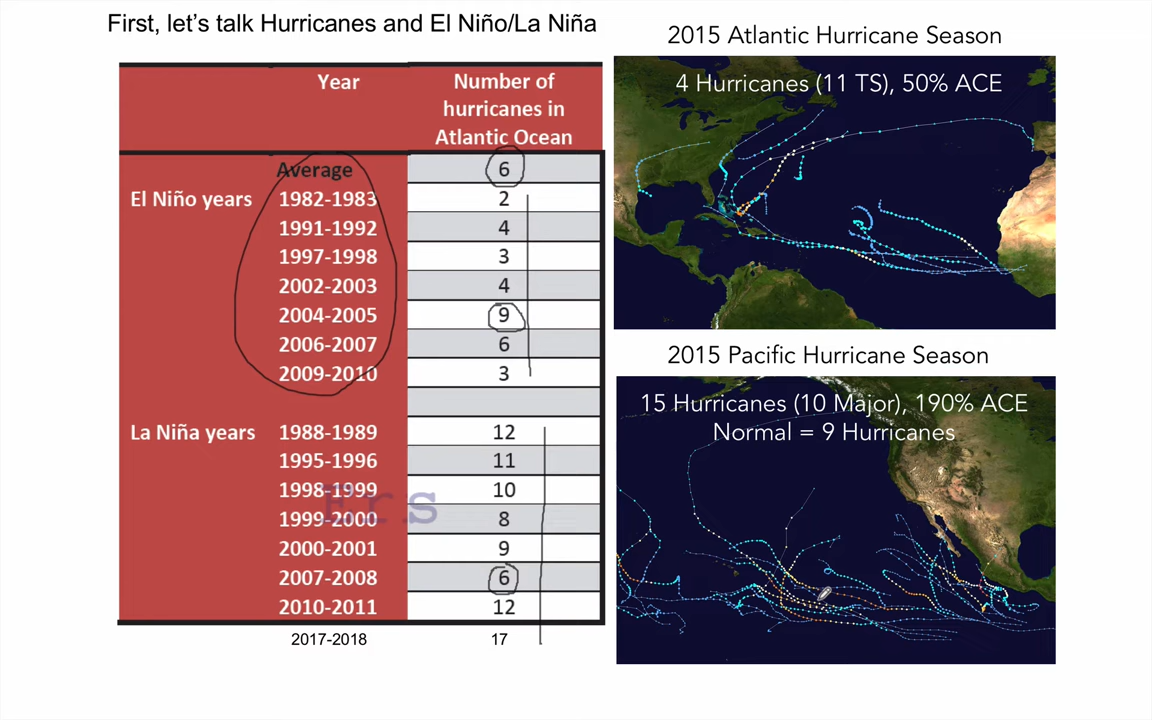 First, let's talk Hurricanes and El Niño/La Niña
Year
Number of
hurricanes in
Atlantic Ocean
Average 6
El Niño years 1982-1983 2
1991-1992 4
1997-1998 3
2002-2003 4
2004-2005 9
2006-2007 6
2009-2010 3
La Niña years 1988-1989 12
1995-1996 11
1998-1999 10
1999-2000 8
2000-2001 9
2007-2008 6
2010-2011 12
2017-2018 17
2015 Atlantic Hurricane Season
4 Hurricanes (11 TS), 50% ACE
2015 Pacific Hurricane Season
15 Hurricanes (10 Major), 190% ACE
Normal = 9 Hurricanes